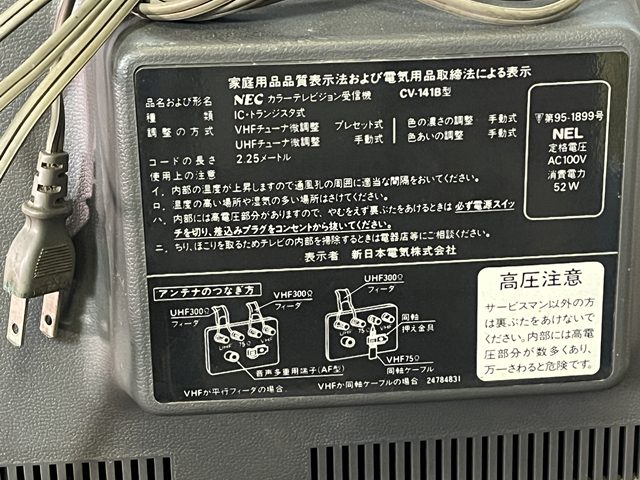 家庭用品品質表示法および電気用品取締法による表示
品名および形名 NEC カラーテレビジョン受信機 CV-141B型
種類 IC・トランジスタ式
調整の方式 VHFチューナ微調整 プレセット式 色の濃さの調整 手動式
UHFチューナ微調整 手動式 色あいの調整 手動式
コードの長さ 2.25メートル
使用上の注意
イ. 内部の温度が上昇しますので通風孔の周囲に適当な間隔をおいてください。
ロ. 温度の高い場所や湿気の多い場所はさけてください。
ハ. 内部には高電圧部分がありますので、やむをえず裏ぶたをあけるときは必ず電源スイッ
チを切り、差込みプラグをコンセントから抜いてください。
ニ. ちり、ほこりを取るためテレビの内部を掃除するときは電器店等にご相談ください。
表示者 新日本電気株式会社
〒第95-1899号
NEL
定格電圧
AC100V
消費電力
52W
アンテナのつなぎ方
UHF300Ω
フィーダ
VHF300Ω
フィーダ
UHF
75Ω
VHF
音声多重用端子(AF型)
VHFが平行フィーダの場合
UHF300Ω
フィーダ
VHF300Ω
フィーダ
UHF
75Ω
VHF
同軸
押え金具
VHF75Ω
同軸ケーブル
VHFが同軸ケーブルの場合 24784831
高圧注意
サービスマン以外の方
は裏ぶたをあけないで
ください。内部には高電
圧部分が数多くあり、
万一さわると危険です。